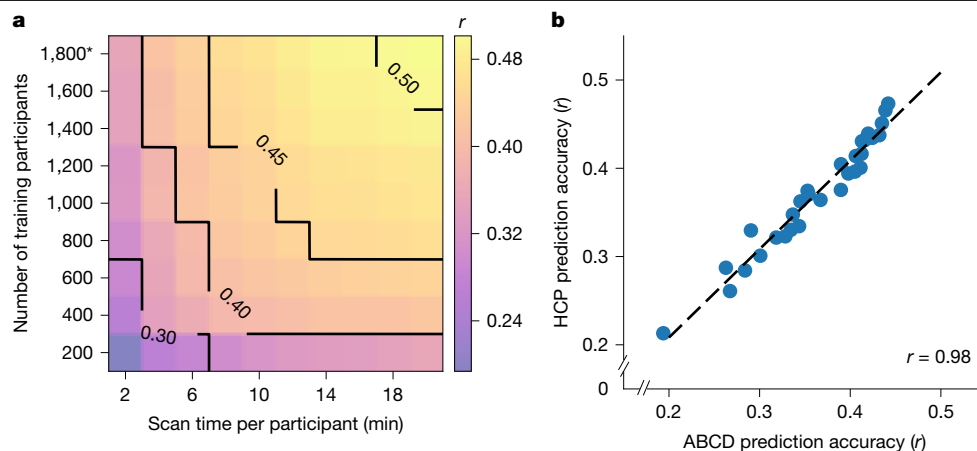 a
r
Number of training participants
1,800*
1,600
1,400
1,200
1,000
800
600
400
200
0.50
0.45
0.40
0.30
2 6 10 14 18
Scan time per participant (min)
0.48
0.40
0.32
0.24
b
HCP prediction accuracy (r)
0.5
0.4
0.3
0.2
0
r = 0.98
0.2 0.3 0.4 0.5
ABCD prediction accuracy (r)